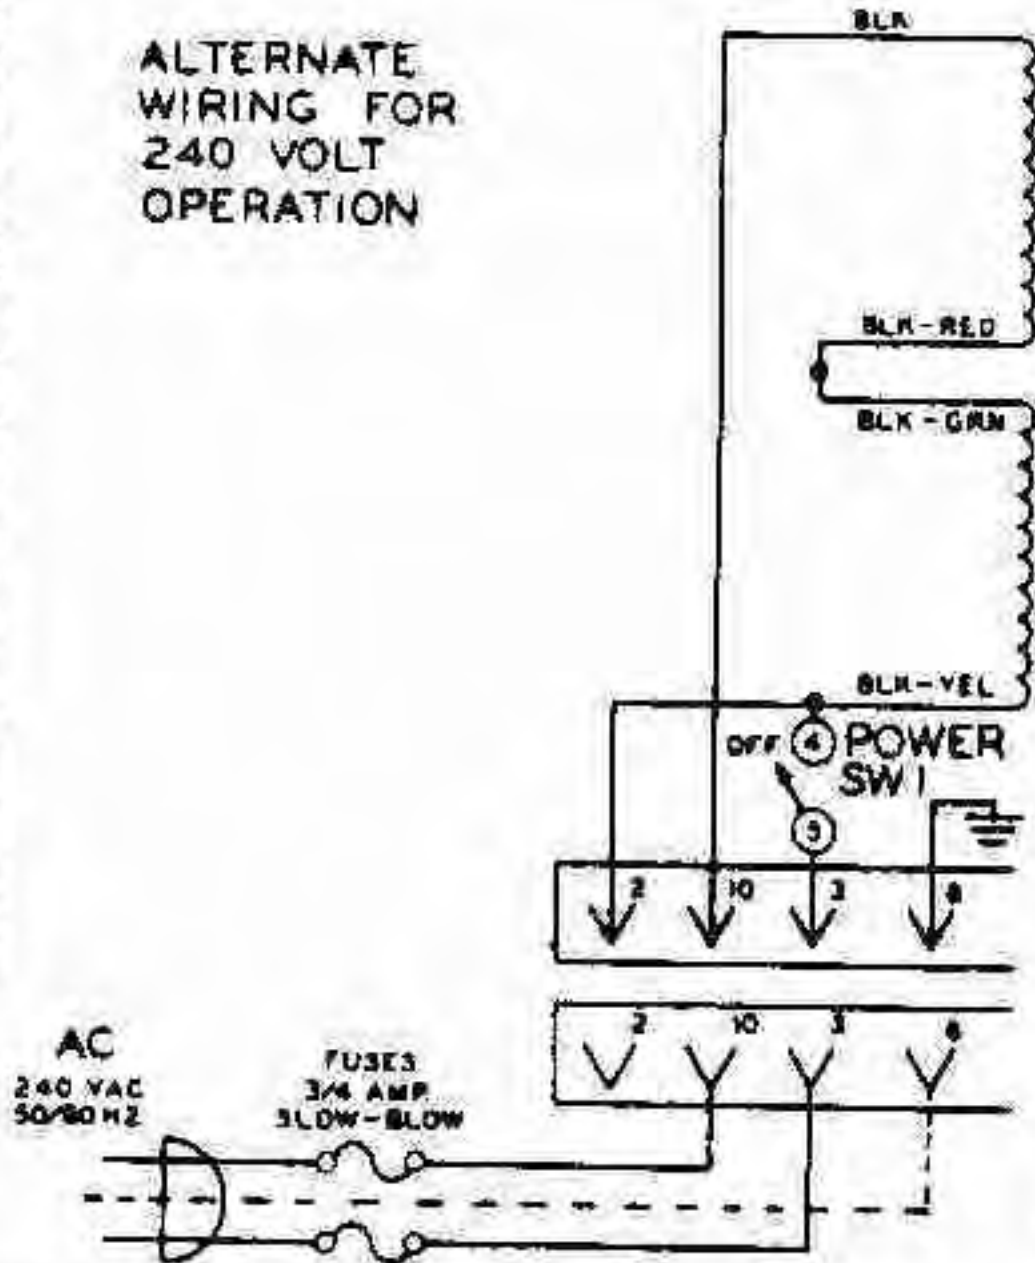 ALTERNATE
WIRING FOR
240 VOLT
OPERATION
BLK
BLK-RED
BLK-GRN
BLK-YEL
OFF 4 POWER
SW1
5
2 10 3 8
2 10 3 8
AC
240 VAC
50/60 HZ
FUSES
3/4 AMP
SLOW-BLOW